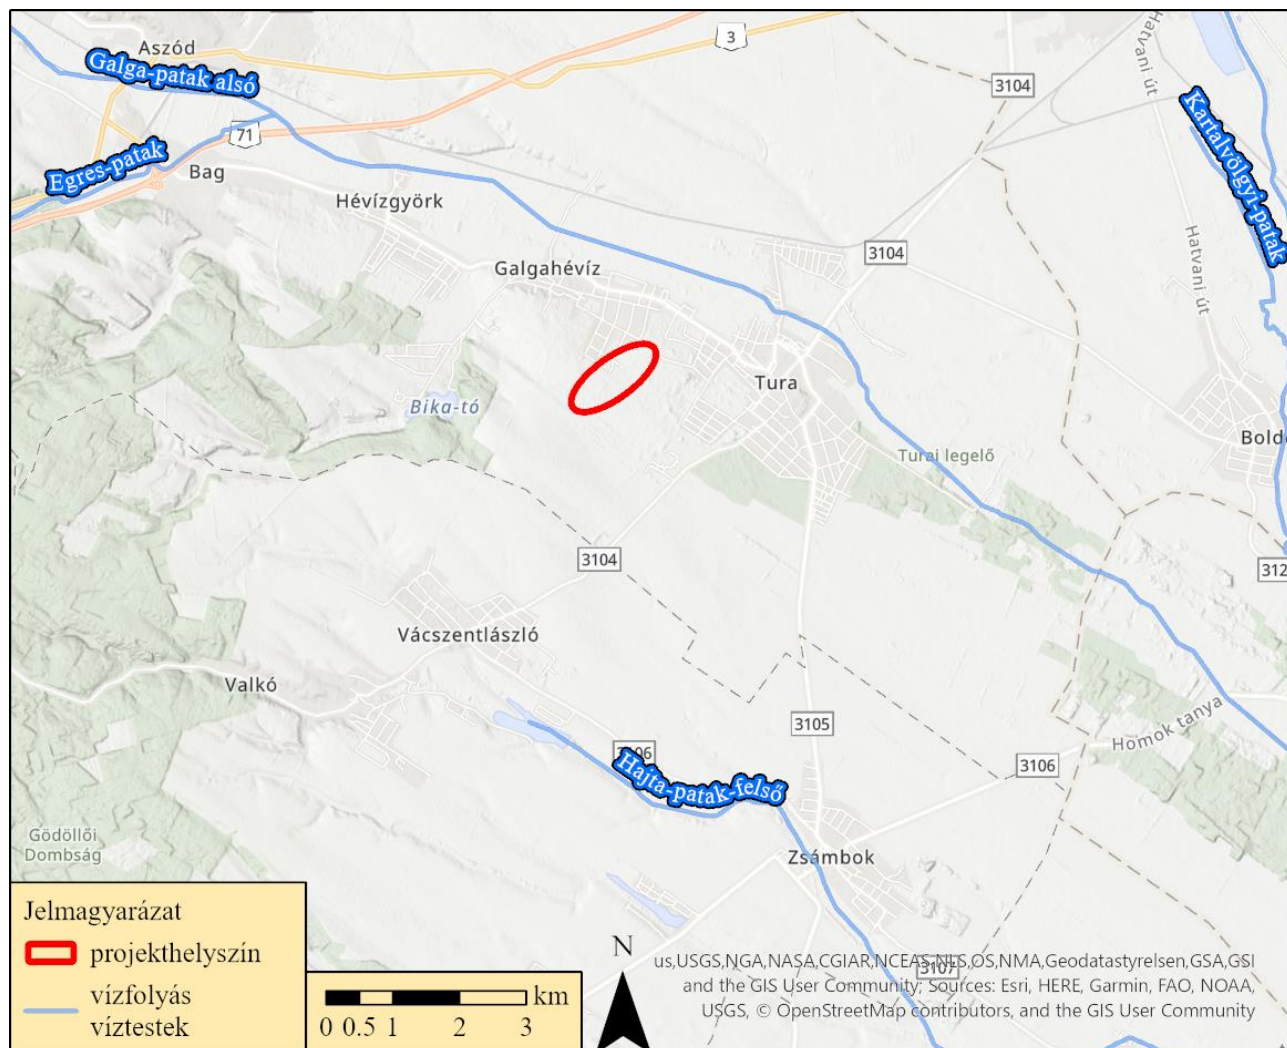 Aszód
Galga-patak alsó
3
3104
Hatvani út
Kartalvölgyi-patak
71
Egres-patak
Bag
Hévízgyörk
3104
Hatvani út
Galgahévíz
Tura
Bika-tó
Turai legelő
3104
Vácszentlászló
Valkó
3105
Homok tanya
3106
Hajta-patak-felső
Gödöllői
Dombság
Zsámbok
3107
Jelmagyarázat
projekthelyszín
vízfolyás
víztestek
km
0 0.5 1 2 3
N
us,USGS,NGA,NASA,CGIAR,NCEAS,NLS,OS,NMA,Geodatastyrelsen,GSA,GSI
and the GIS User Community; Sources: Esri, HERE, Garmin, FAO, NOAA,
USGS, © OpenStreetMap contributors, and the GIS User Community